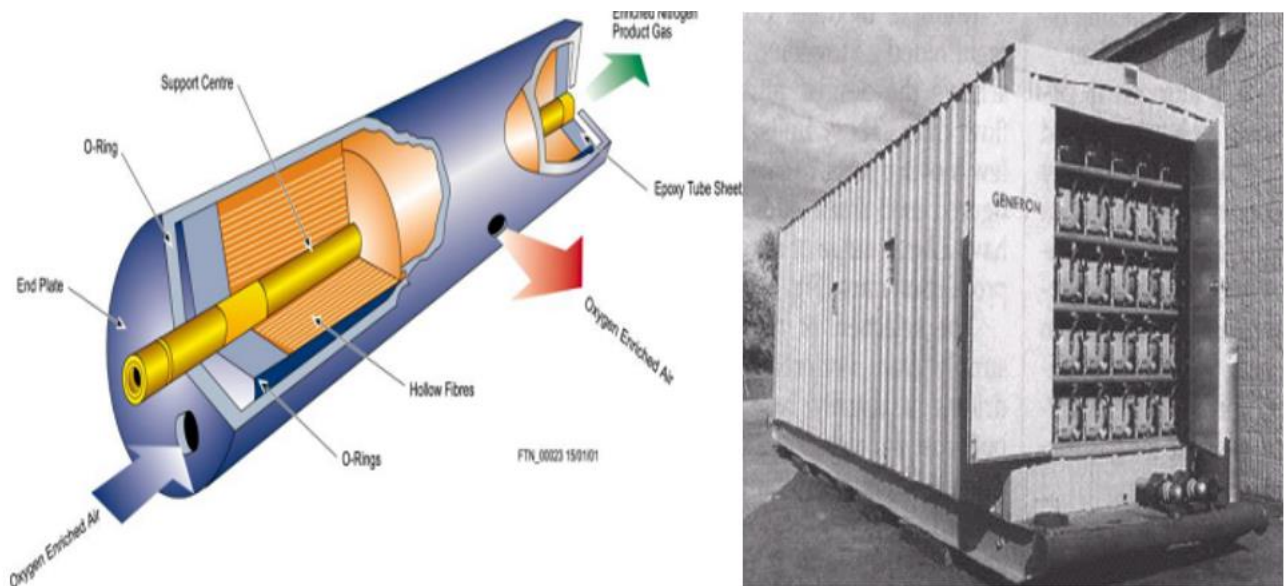 Enriched Nitrogen
Product Gas
Support Centre
O-Ring
Epoxy Tube Sheet
End Plate
Oxygen Enriched Air
Hollow Fibres
O-Rings
FTN_00023 15/01/01
Oxygen Enriched Air
GENERON